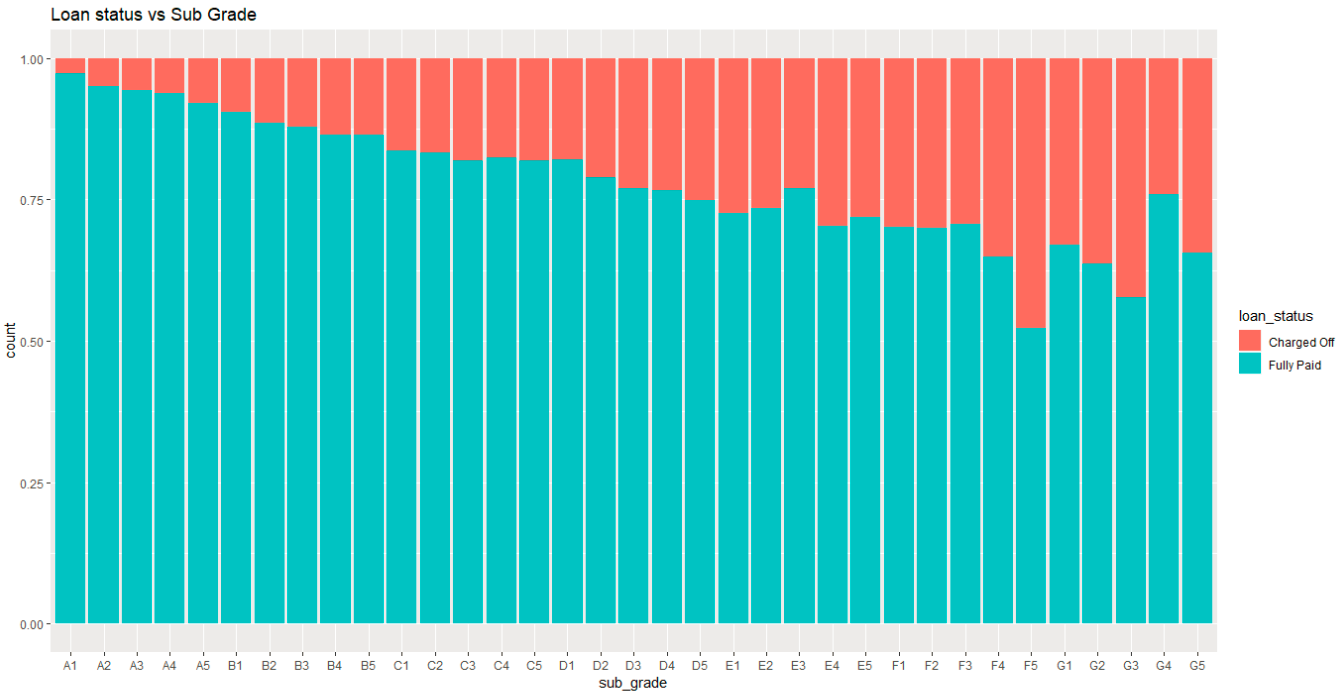 Loan status vs Sub Grade
count
1.00
0.75
0.50
0.25
0.00
A1 A2 A3 A4 A5 B1 B2 B3 B4 B5 C1 C2 C3 C4 C5 D1 D2 D3 D4 D5 E1 E2 E3 E4 E5 F1 F2 F3 F4 F5 G1 G2 G3 G4 G5
sub_grade
loan_status
Charged Off
Fully Paid